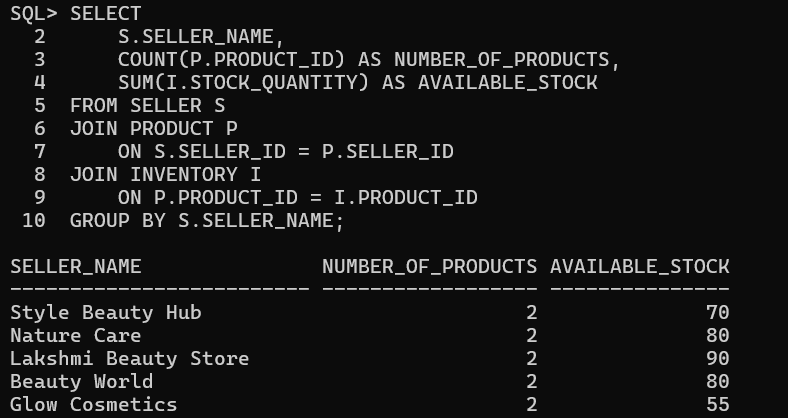 SQL> SELECT
  2      S.SELLER_NAME,
  3      COUNT(P.PRODUCT_ID) AS NUMBER_OF_PRODUCTS,
  4      SUM(I.STOCK_QUANTITY) AS AVAILABLE_STOCK
  5  FROM SELLER S
  6  JOIN PRODUCT P
  7      ON S.SELLER_ID = P.SELLER_ID
  8  JOIN INVENTORY I
  9      ON P.PRODUCT_ID = I.PRODUCT_ID
 10  GROUP BY S.SELLER_NAME;

SELLER_NAME               NUMBER_OF_PRODUCTS AVAILABLE_STOCK
------------------------- ------------------ ---------------
Style Beauty Hub                           2              70
Nature Care                                2              80
Lakshmi Beauty Store                       2              90
Beauty World                               2              80
Glow Cosmetics                             2              55